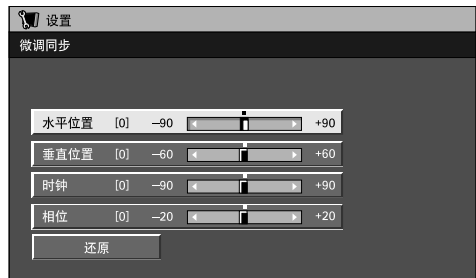 设置
微调同步
水平位置 [0] –90 +90
垂直位置 [0] –60 +60
时钟 [0] –90 +90
相位 [0] –20 +20
还原